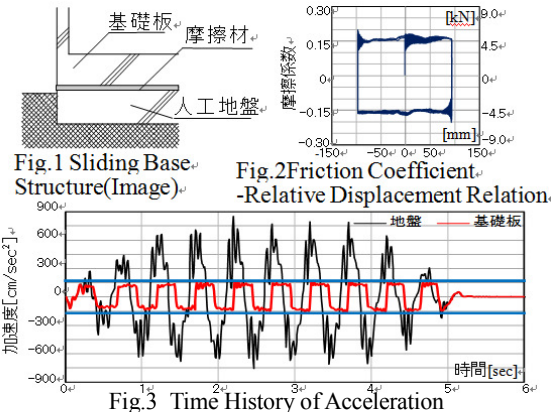 基礎板
摩擦材
人工地盤
Fig.1 Sliding Base
Structure(Image)
0.30
0.15
0
-0.15
-0.30
摩擦係数
[kN]
9.0
4.5
0
-4.5
-9.0
[mm]
-150 -50 0 50 150
Fig.2Friction Coefficient
-Relative Displacement Relation
900
600
300
0
-300
-600
-900
加速度[cm/sec²]
地盤 基礎板
時間[sec]
0 1 2 3 4 5 6
Fig.3 Time History of Acceleration